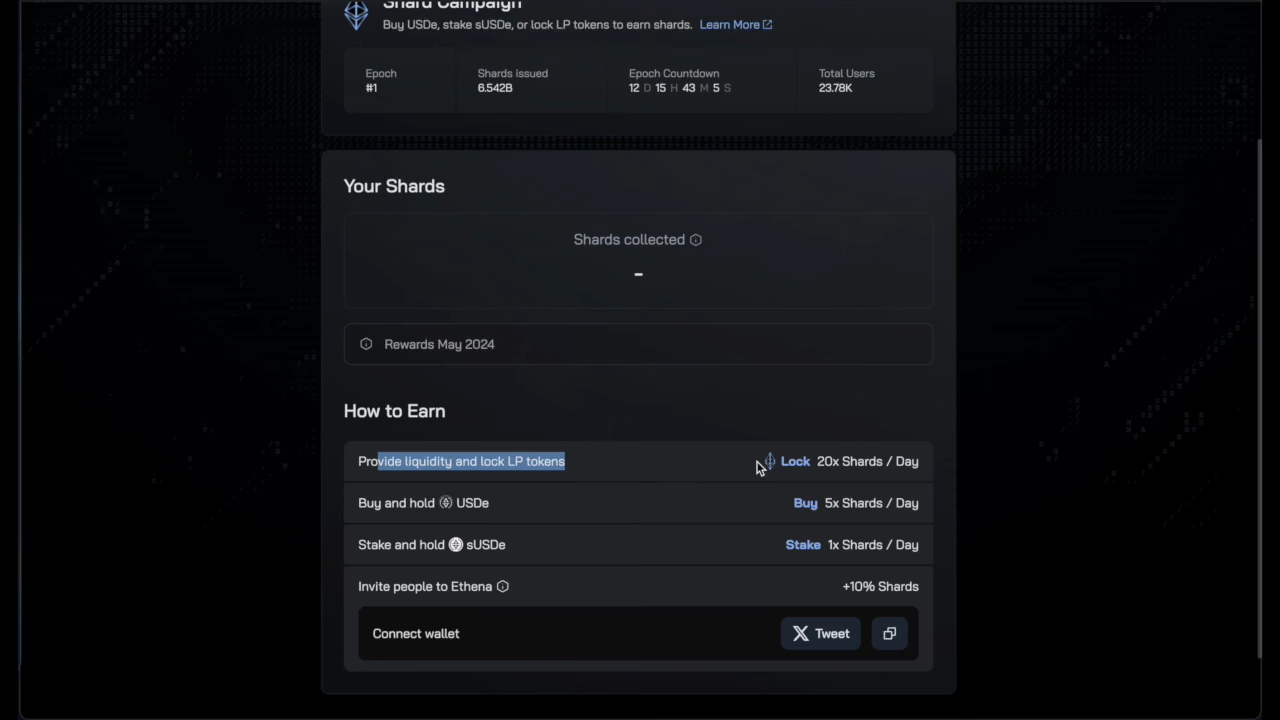 Shard Campaign
Buy USDe, stake sUSDe, or lock LP tokens to earn shards. Learn More
Epoch
#1
Shards issued
6.542B
Epoch Countdown
12 D 15 H 43 M 5 S
Total Users
23.78K
Your Shards
Shards collected
-
Rewards May 2024
How to Earn
Provide liquidity and lock LP tokens Lock 20x Shards / Day
Buy and hold USDe Buy 5x Shards / Day
Stake and hold sUSDe Stake 1x Shards / Day
Invite people to Ethena +10% Shards
Connect wallet Tweet